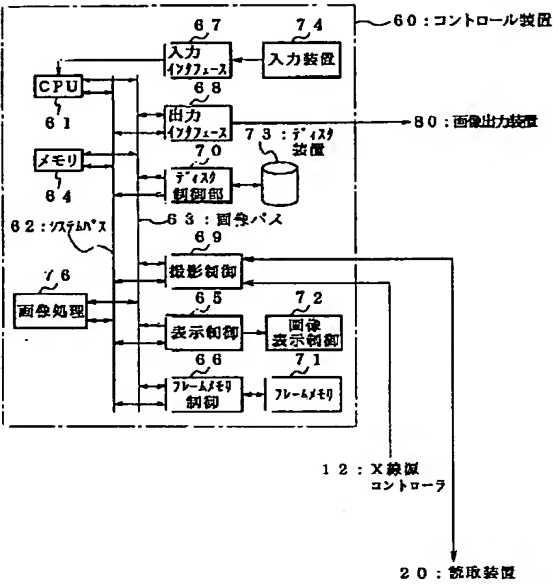 60:コントロール装置
67
74
入力
インタフェース
入力装置
CPU
61
68
出力
インタフェース
80:画像出力装置
73:ディスク
装置
メモリ
64
70
ディスク
制御部
63:画像バス
62:システムバス
69
撮影制御
76
画像処理
65
表示制御
72
画像
表示制御
66
フレームメモリ
制御
71
フレームメモリ
12:X線源
コントローラ
20:読取装置